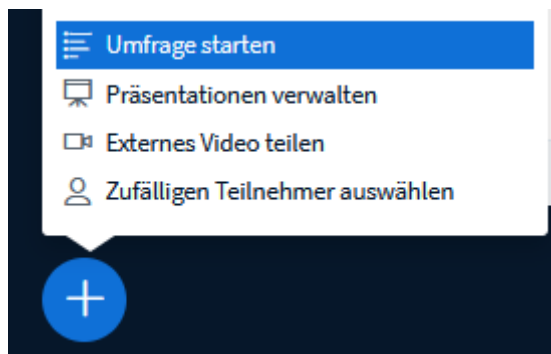 Umfrage starten
Präsentationen verwalten
Externes Video teilen
Zufälligen Teilnehmer auswählen